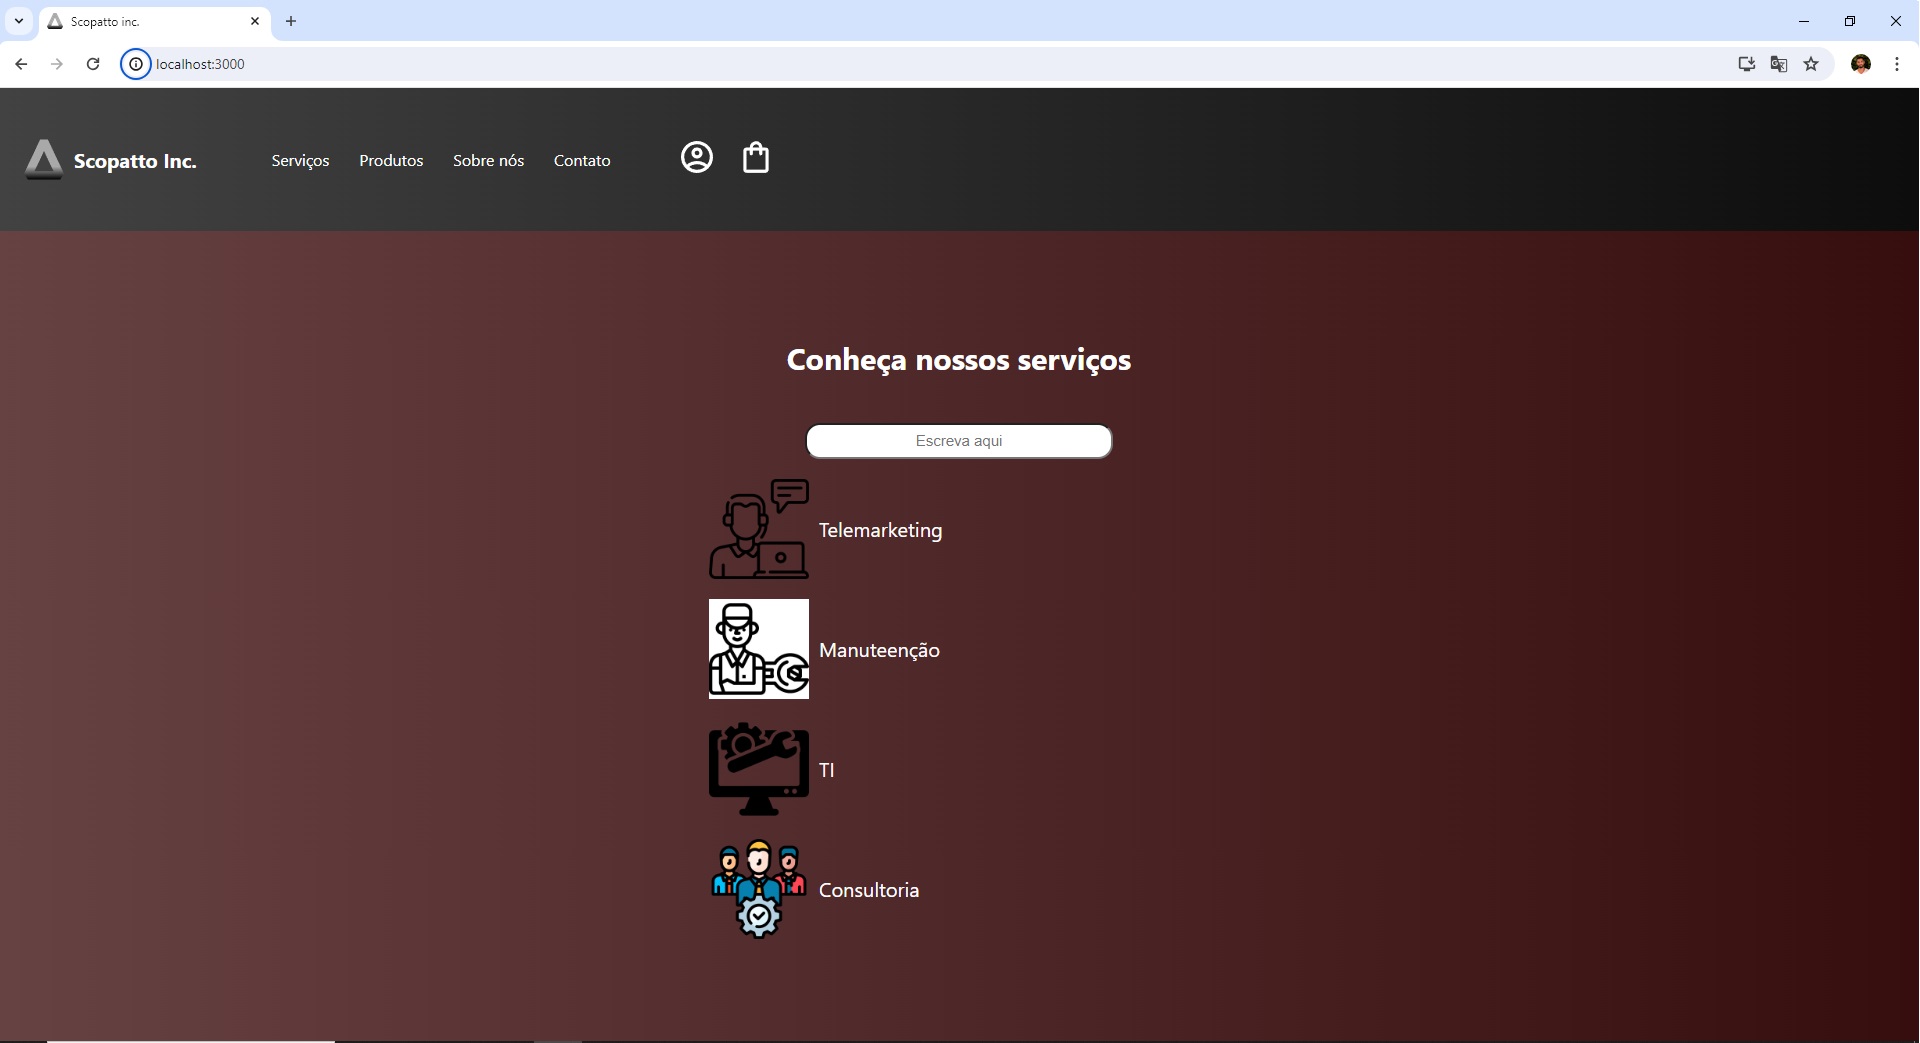 Scopatto inc.
localhost:3000
Scopatto Inc.
Serviços
Produtos
Sobre nós
Contato
Conheça nossos serviços
Escreva aqui
Telemarketing
Manuteenção
TI
Consultoria